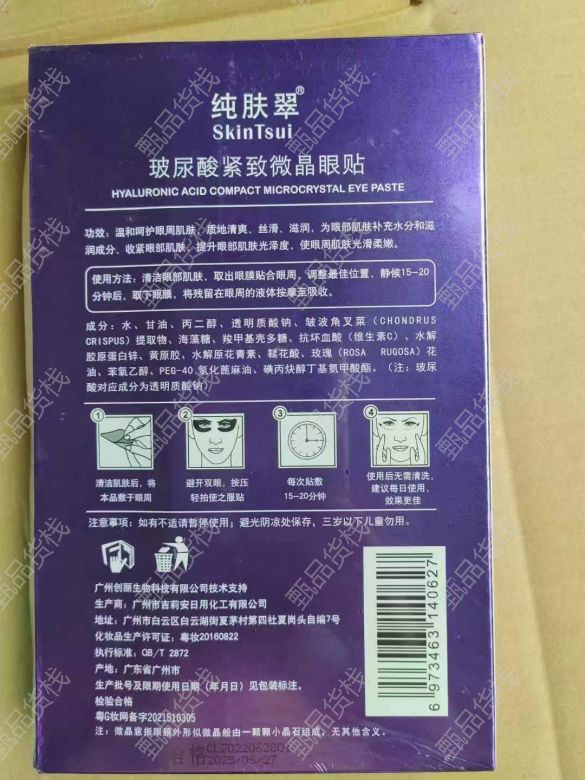 纯肤翠®
SkinTsui
玻尿酸紧致微晶眼贴
HYALURONIC ACID COMPACT MICROCRYSTAL EYE PASTE
功效：温和呵护眼周肌肤，质地清爽、丝滑、滋润，为眼部肌肤补充水分和滋
润成分、收紧眼部肌肤，提升眼部肌肤光泽度，使眼周肌肤光滑柔嫩。
使用方法：清洁眼部肌肤，取出眼膜贴合眼周，调整最佳位置，静候15-20
分钟后，取下眼膜，将残留在眼周的液体按摩至吸收。
成分：水、甘油、丙二醇、透明质酸钠、皱波角叉菜（CHONDRUS
CRISPUS）提取物、海藻糖、羧甲基壳多糖、抗坏血酸（维生素C）、水解
胶原蛋白锌、黄原胶、水解原花青素、鞣花酸、玫瑰（ROSA RUGOSA）花
油、苯氧乙醇、PEG-40 氢化蓖麻油、碘丙炔醇丁基氨甲酸酯。（注：玻尿
酸对应成分为透明质酸钠）
1 2 3 4
清洁肌肤后，将
本品敷于眼周
避开双眼，按压
轻拍使之服贴
每次贴敷
15-20分钟
使用后无需清洗，
建议每日使用，
效果更佳
注意事项：如有不适请暂停使用；避光阴凉处保存，三岁以下儿童勿用。
广州创丽生物科技有限公司技术支持
生产商：广州市吉莉安日用化工有限公司
地址：广州市白云区白云湖街夏茅村第四社夏岗头自编7号
化妆品生产许可证：粤妆20160822
执行标准：QB/T 2872
产地：广东省广州市
生产批号及限期使用日期（年月日）见包装标注。
检验合格
粤G妆网备字2021510305
注：微晶意指眼膜外形似微晶般由一颗颗小晶石组成，无其他含义。
合格 CL2022062801
2025/06/27
6 973463 140627
甄品货栈